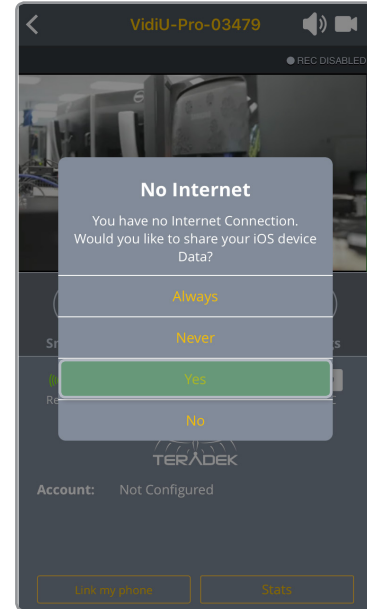 VidiU-Pro-03479
REC DISABLED
No Internet
You have no Internet Connection.
Would you like to share your iOS device
Data?
Always
Never
Yes
No
TERADEK
Account: Not Configured
Link my phone
Stats